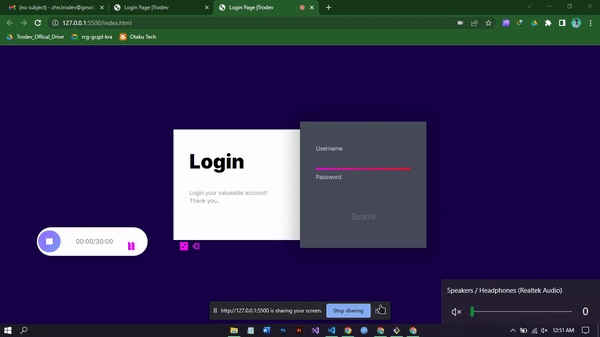 (no subject) - zhn.trodev@gmai
Login Page |Trodev
Login Page |Trodev
127.0.0.1:5500/index.html
Trodev_Offical_Drive
rcg-gcgd-kra
Otaku Tech
Login
Login your valueable account!
Thank you..
Username
Password
Submit
00:00/30:00
Speakers / Headphones (Realtek Audio)
0
http://127.0.0.1:5500 is sharing your screen.
Stop sharing
12:51 AM